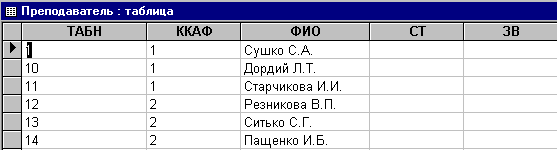 Преподаватель : таблица
ТАБН ККАФ ФИО СТ ЗВ
1 1 Сушко С.А.
10 1 Дордий Л.Т.
11 1 Старчикова И.И.
12 2 Резникова В.П.
13 2 Ситько С.Г.
14 2 Пащенко И.Б.